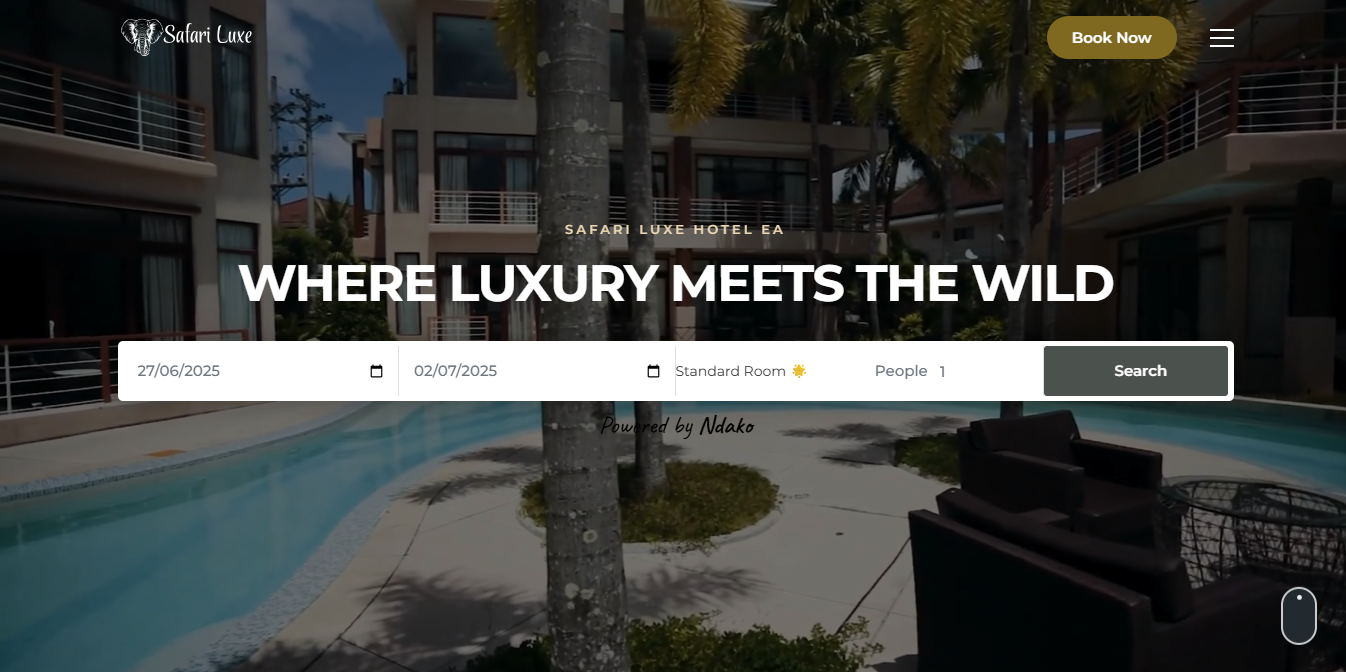 Safari Luxe
Book Now
SAFARI LUXE HOTEL EA
WHERE LUXURY MEETS THE WILD
27/06/2025 02/07/2025 Standard Room 🌟 People 1 Search
Powered by Ndako